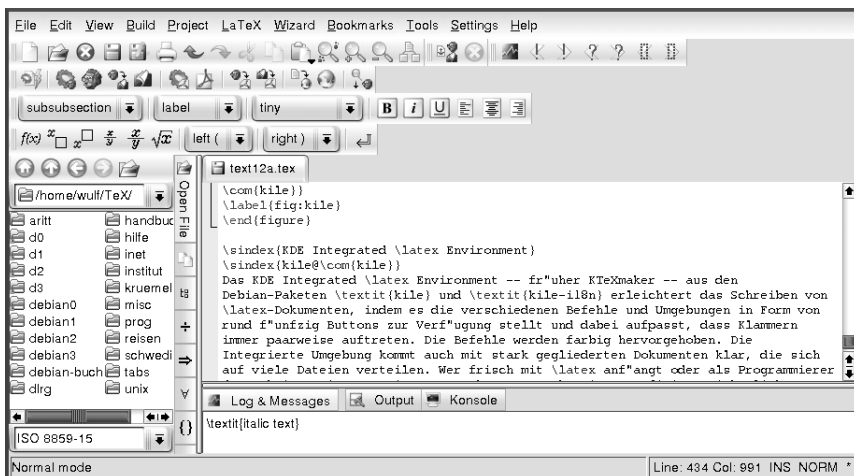 File Edit View Build Project LaTeX Wizard Bookmarks Tools Settings Help
subsubsection label tiny B i U
f(x) x x x/y x/y √x left ( right )
text12a.tex
/home/wulf/TeX/
Open File
aritt handbuc
d0 hilfe
d1 inet
d2 institut
d3 kruemel
debian0 misc
debian1 prog
debian2 reisen
debian3 schwedi
debian-buch tabs
dlrg unix
ISO 8859-15
\com{kile}}
\label{fig:kile}
\end{figure}
\sindex{KDE Integrated \latex Environment}
\sindex{kile@\com{kile}}
Das KDE Integrated \latex Environment -- fr"uher KTeXmaker -- aus den
Debian-Paketen \textit{kile} und \textit{kile-i18n} erleichtert das Schreiben von
\latex-Dokumenten, indem es die verschiedenen Befehle und Umgebungen in Form von
rund f"unfzig Buttons zur Verf"ugung stellt und dabei aufpasst, dass Klammern
immer paarweise auftreten. Die Befehle werden farbig hervorgehoben. Die
Integrierte Umgebung kommt auch mit stark gegliederten Dokumenten klar, die sich
auf viele Dateien verteilen. Wer frisch mit \latex anf"angt oder als Programmierer
Log & Messages Output Konsole
\textit{italic text}
Normal mode Line: 434 Col: 991 INS NORM *